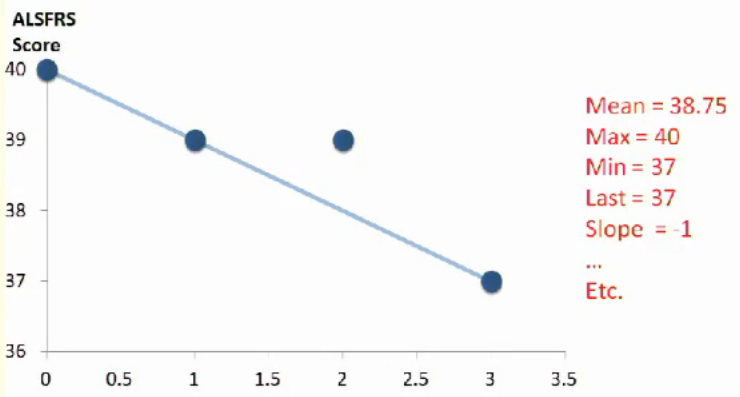 ALSFRS
Score
40
39
38
37
36
0 0.5 1 1.5 2 2.5 3 3.5
Mean = 38.75
Max = 40
Min = 37
Last = 37
Slope = -1
...
Etc.